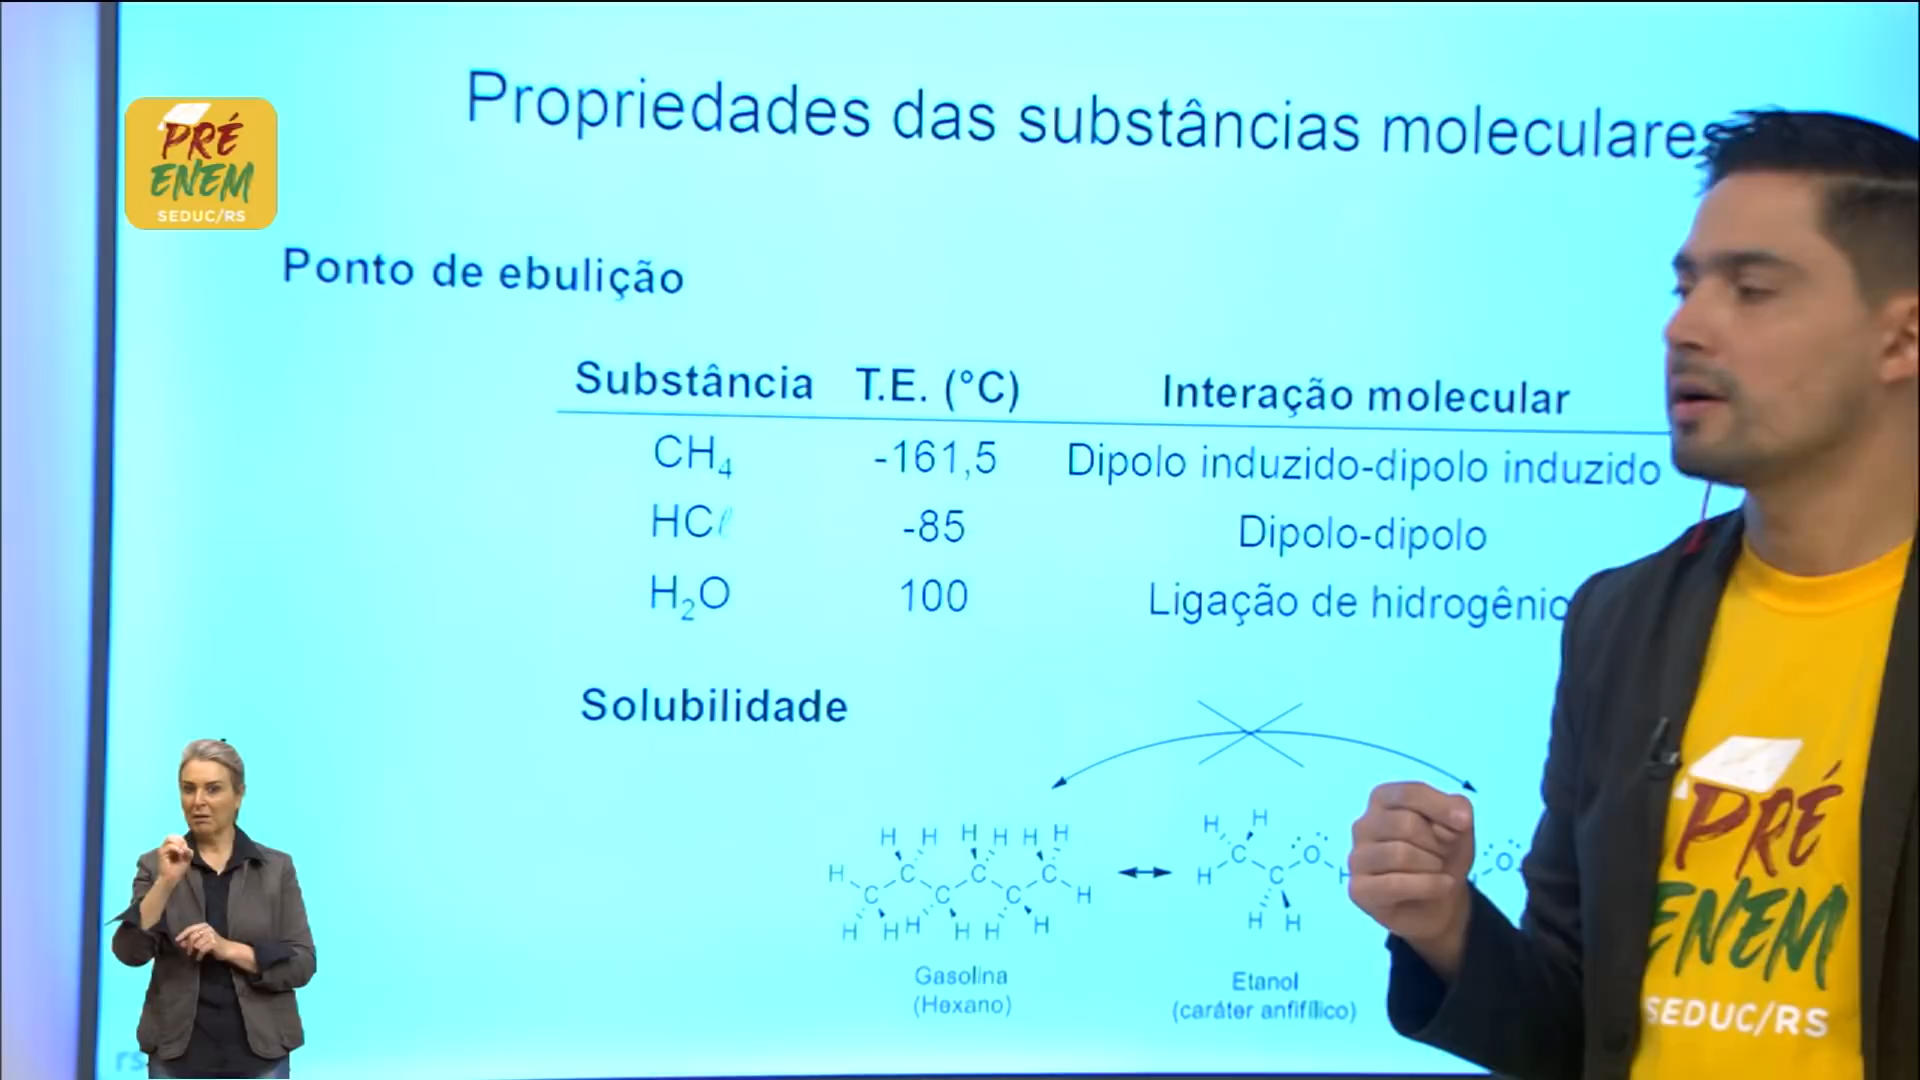 Propriedades das substâncias moleculares
PRÉ
ENEM
SEDUC/RS
Ponto de ebulição
Substância T.E. (°C) Interação molecular
CH₄ -161,5 Dipolo induzido-dipolo induzido
HCℓ -85 Dipolo-dipolo
H₂O 100 Ligação de hidrogênio
Solubilidade
H H H H H H
H C C C C C C H
H H H H H H H
H H
H C C O H
H H
O
Gasolina
(Hexano)
Etanol
(caráter anfifílico)
PRÉ
ENEM
SEDUC/RS
rs